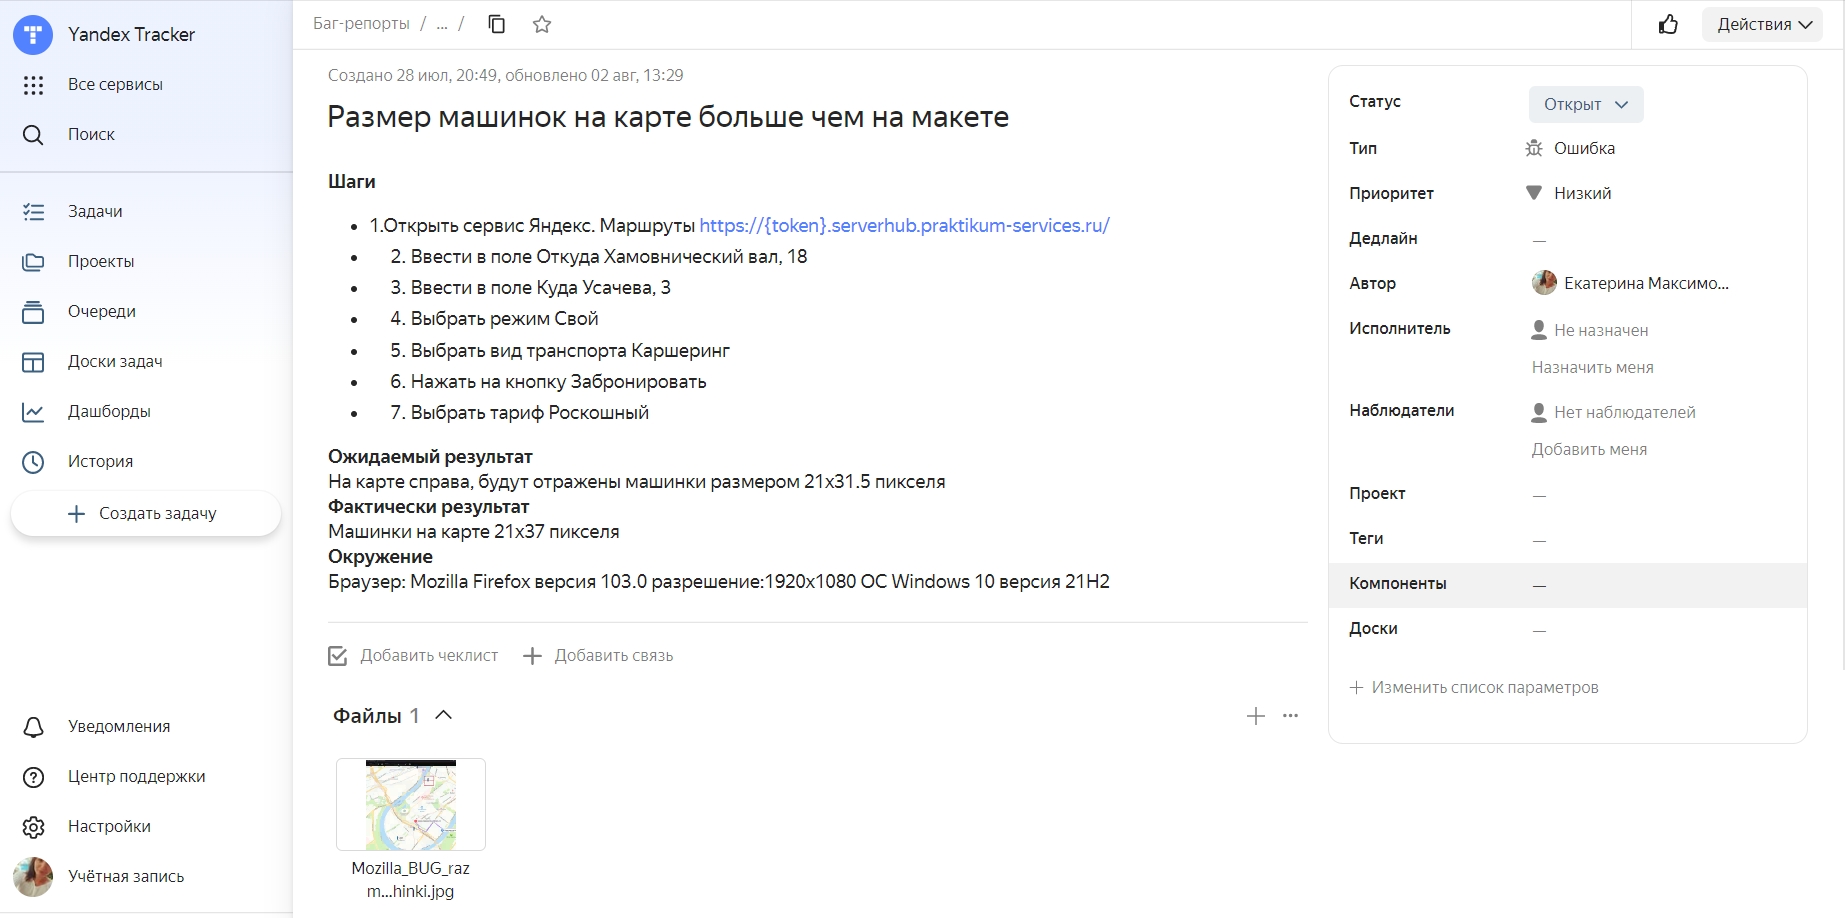 Yandex Tracker
Все сервисы
Поиск
Задачи
Проекты
Очереди
Доски задач
Дашборды
История
Создать задачу
Уведомления
Центр поддержки
Настройки
Учётная запись
Баг-репорты / ... /
Действия
Создано 28 июл, 20:49, обновлено 02 авг, 13:29
Размер машинок на карте больше чем на макете
Шаги
• 1.Открыть сервис Яндекс. Маршруты https://{token}.serverhub.praktikum-services.ru/
• 2. Ввести в поле Откуда Хамовнический вал, 18
• 3. Ввести в поле Куда Усачева, 3
• 4. Выбрать режим Свой
• 5. Выбрать вид транспорта Каршеринг
• 6. Нажать на кнопку Забронировать
• 7. Выбрать тариф Роскошный
Ожидаемый результат
На карте справа, будут отражены машинки размером 21х31.5 пикселя
Фактически результат
Машинки на карте 21х37 пикселя
Окружение
Браузер: Mozilla Firefox версия 103.0 разрешение:1920x1080 ОС Windows 10 версия 21H2
Добавить чеклист
Добавить связь
Файлы 1
Mozilla_BUG_raz
m...hinki.jpg
Статус Открыт
Тип Ошибка
Приоритет Низкий
Дедлайн —
Автор Екатерина Максимо...
Исполнитель Не назначен
Назначить меня
Наблюдатели Нет наблюдателей
Добавить меня
Проект —
Теги —
Компоненты —
Доски —
Изменить список параметров